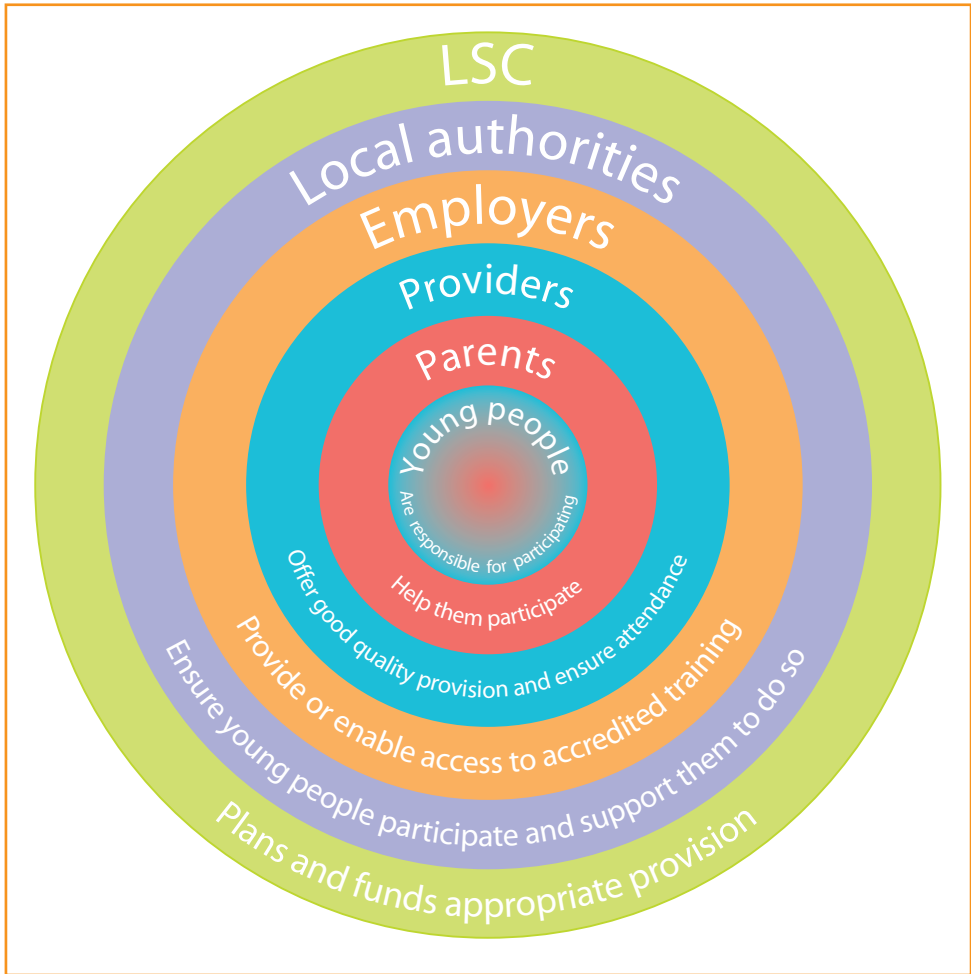 LSC
Local authorities
Employers
Providers
Parents
Young people
Are responsible for participating
Help them participate
Offer good quality provision and ensure attendance
Provide or enable access to accredited training
Ensure young people participate and support them to do so
Plans and funds appropriate provision